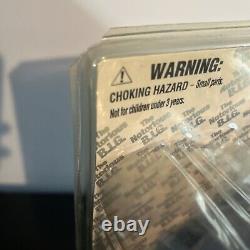 WARNING:
CHOKING HAZARD – Small parts.
Not for children under 3 years.
The
Notorious
B.I.G.
The
Notorious
B.I.G.
The
Notorious
B.I.G.